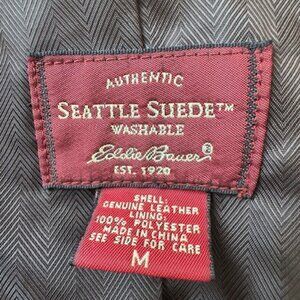 AUTHENTIC
SEATTLE SUEDE™
WASHABLE
Eddie Bauer®
EST. 1920
SHELL:
GENUINE LEATHER
LINING:
100% POLYESTER
MADE IN CHINA
SEE SIDE FOR CARE
M